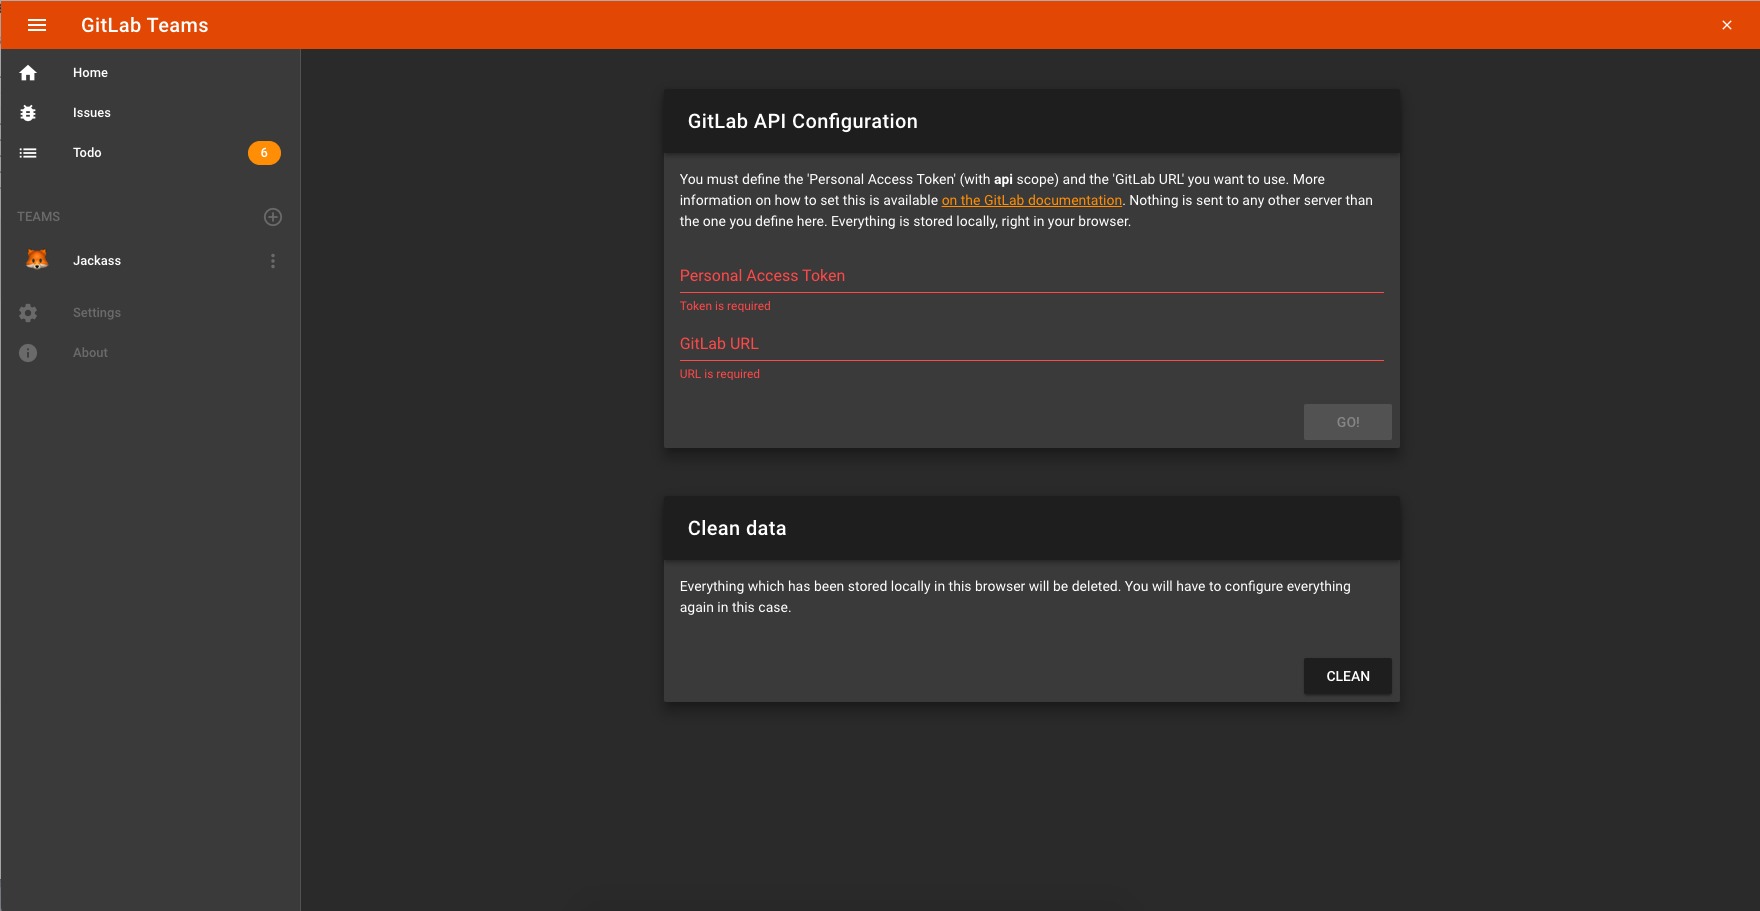 GitLab Teams
Home
Issues
Todo
6
TEAMS
Jackass
Settings
About
GitLab API Configuration
You must define the 'Personal Access Token' (with api scope) and the 'GitLab URL' you want to use. More
information on how to set this is available on the GitLab documentation. Nothing is sent to any other server than
the one you define here. Everything is stored locally, right in your browser.
Personal Access Token
Token is required
GitLab URL
URL is required
GO!
Clean data
Everything which has been stored locally in this browser will be deleted. You will have to configure everything
again in this case.
CLEAN